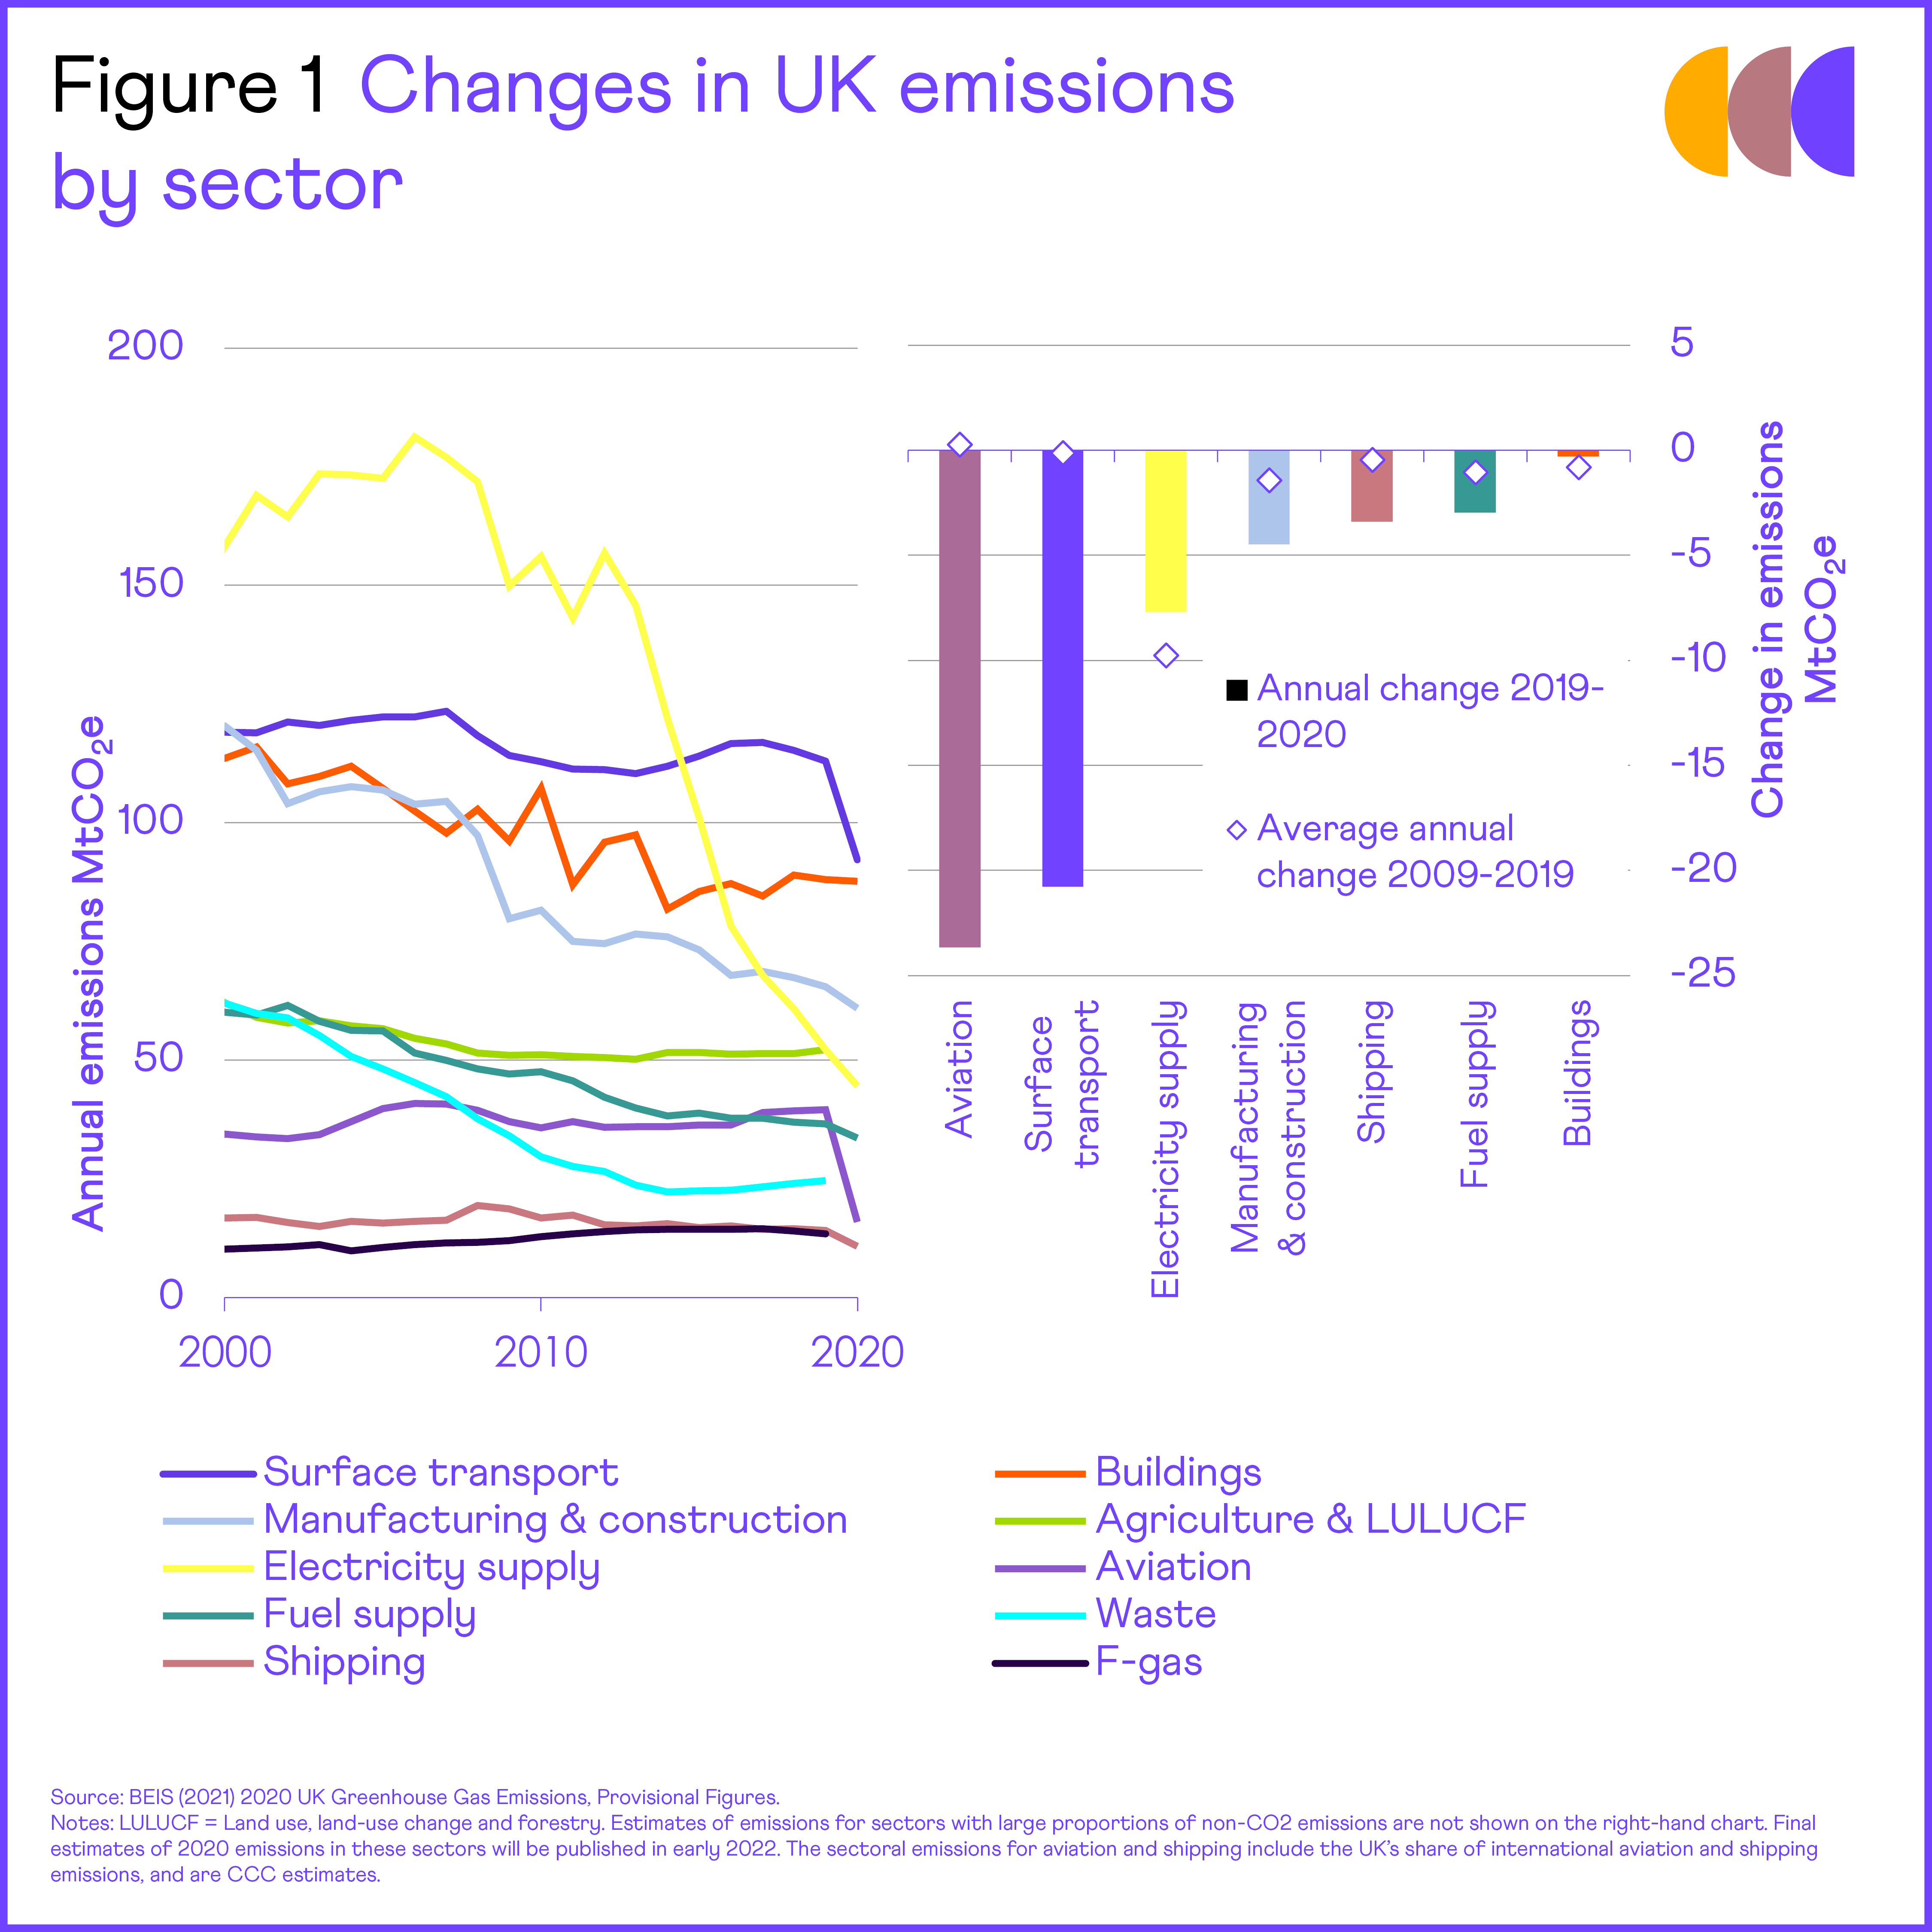 Figure 1 Changes in UK emissions
by sector
200
150
100
50
0
Annual emissions MtCO₂e
2000
2010
2020
5
0
-5
-10
-15
-20
-25
Change in emissions
MtCO₂e
Annual change 2019-
2020
Average annual
change 2009-2019
Aviation
Surface
transport
Electricity supply
Manufacturing
& construction
Shipping
Fuel supply
Buildings
Surface transport
Manufacturing & construction
Electricity supply
Fuel supply
Shipping
Buildings
Agriculture & LULUCF
Aviation
Waste
F-gas
Source: BEIS (2021) 2020 UK Greenhouse Gas Emissions, Provisional Figures.
Notes: LULUCF = Land use, land-use change and forestry. Estimates of emissions for sectors with large proportions of non-CO2 emissions are not shown on the right-hand chart. Final
estimates of 2020 emissions in these sectors will be published in early 2022. The sectoral emissions for aviation and shipping include the UK's share of international aviation and shipping
emissions, and are CCC estimates.